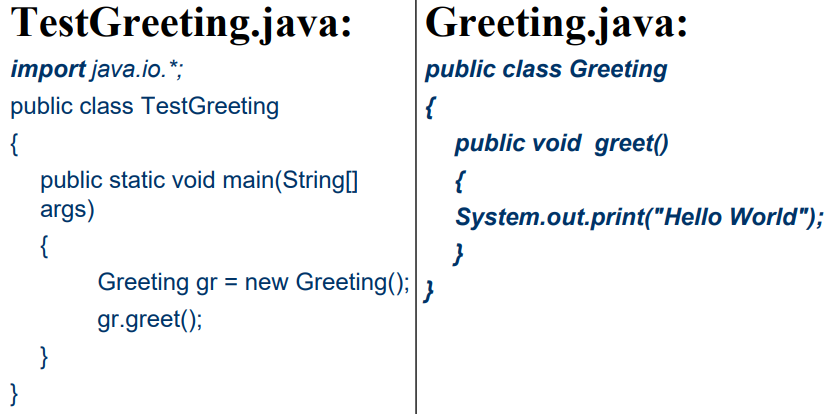 TestGreeting.java:
import java.io.*;
public class TestGreeting
{
public static void main(String[]
args)
{
Greeting gr = new Greeting();
gr.greet();
}
}
Greeting.java:
public class Greeting
{
public void greet()
{
System.out.print("Hello World");
}
}